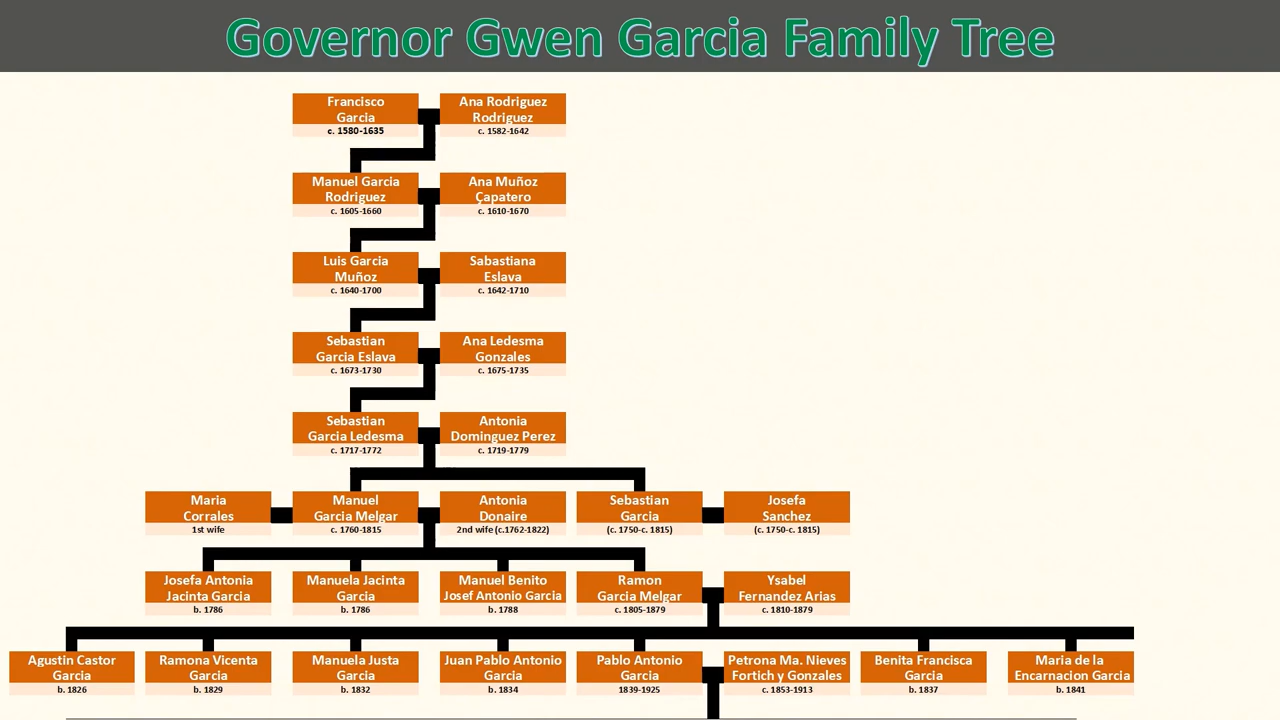 Governor Gwen Garcia Family Tree
Francisco
Garcia
c. 1580-1635
Ana Rodriguez
Rodriguez
c. 1582-1642
Manuel Garcia
Rodriguez
c. 1605-1660
Ana Muñoz
Çapatero
c. 1610-1670
Luis Garcia
Muñoz
c. 1640-1700
Sabastiana
Eslava
c. 1642-1710
Sebastian
Garcia Eslava
c. 1673-1730
Ana Ledesma
Gonzales
c. 1675-1735
Sebastian
Garcia Ledesma
c. 1717-1772
Antonia
Dominguez Perez
c. 1719-1779
Maria
Corrales
1st wife
Manuel
Garcia Melgar
c. 1760-1815
Antonia
Donaire
2nd wife (c.1762-1822)
Sebastian
Garcia
(c. 1750-c. 1815)
Josefa
Sanchez
(c. 1750-c. 1815)
Josefa Antonia
Jacinta Garcia
b. 1786
Manuela Jacinta
Garcia
b. 1786
Manuel Benito
Josef Antonio Garcia
b. 1788
Ramon
Garcia Melgar
c. 1805-1879
Ysabel
Fernandez Arias
c. 1810-1879
Agustin Castor
Garcia
b. 1826
Ramona Vicenta
Garcia
b. 1829
Manuela Justa
Garcia
b. 1832
Juan Pablo Antonio
Garcia
b. 1834
Pablo Antonio
Garcia
1839-1925
Petrona Ma. Nieves
Fortich y Gonzales
c. 1853-1913
Benita Francisca
Garcia
b. 1837
Maria de la
Encarnacion Garcia
b. 1841